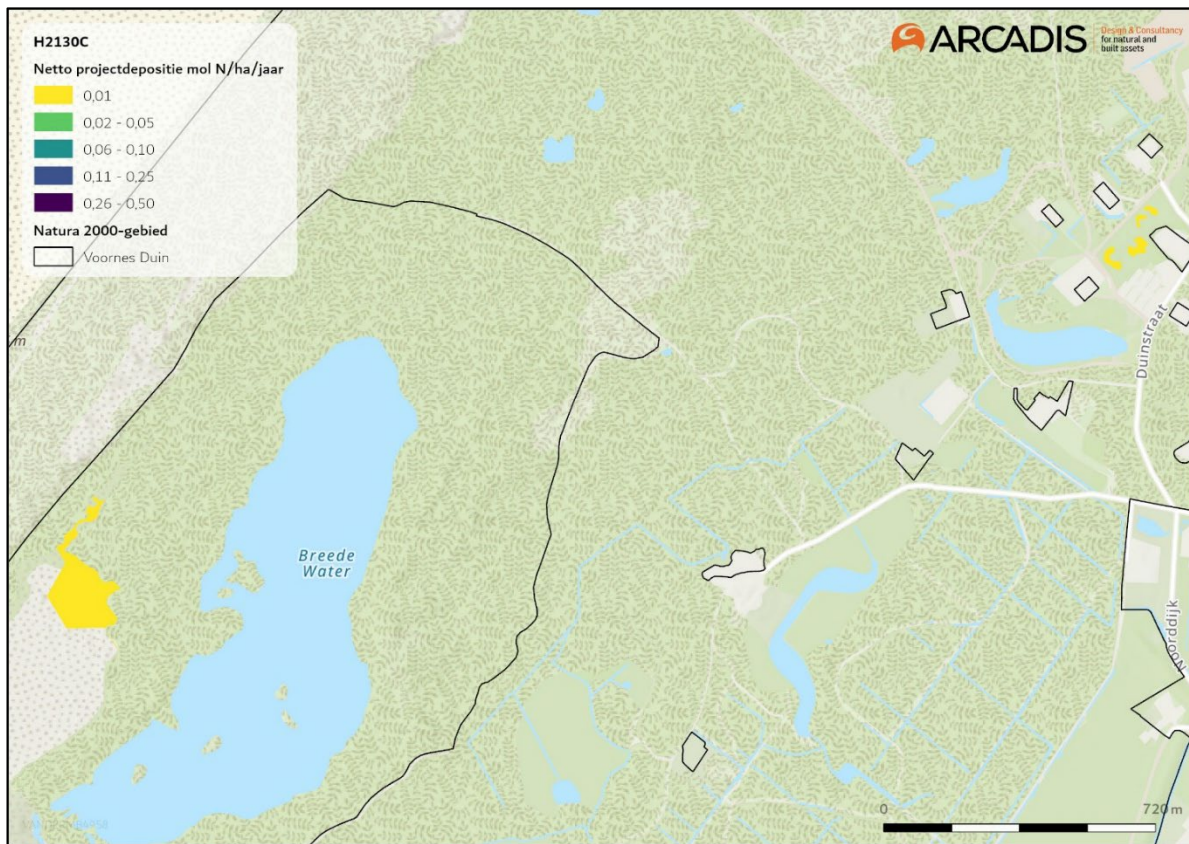 H2130C
Netto projectdepositie mol N/ha/jaar
0,01
0,02 - 0,05
0,06 - 0,10
0,11 - 0,25
0,26 - 0,50
Natura 2000-gebied
Voornes Duin
ARCADIS
Design & Consultancy
for natural and
built assets
m
Duinstraat
Breede
Water
Noorddijk
0
720 m